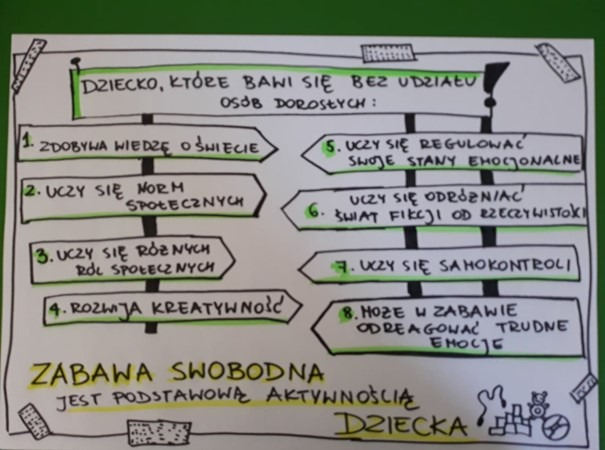 DZIECKO, KTÓRE BAWI SIĘ BEZ UDZIAŁU
OSÓB DOROSŁYCH:
1. ZDOBYWA WIEDZĘ O ŚWIECIE
2. UCZY SIĘ NORM
SPOŁECZNYCH
3. UCZY SIĘ RÓŻNYCH
RÓL SPOŁECZNYCH
4. ROZWIJA KREATYWNOŚĆ
5. UCZY SIĘ REGULOWAĆ
SWOJE STANY EMOCJONALNE
6. UCZY SIĘ ODRÓŻNIAĆ
ŚWIAT FIKCJI OD RZECZYWISTOŚCI
7. UCZY SIĘ SAMOKONTROLI
8. MOŻE W ZABAWIE
ODREAGOWAĆ TRUDNE
EMOCJE
ZABAWA SWOBODNA
JEST PODSTAWOWĄ AKTYWNOŚCIĄ
DZIECKA